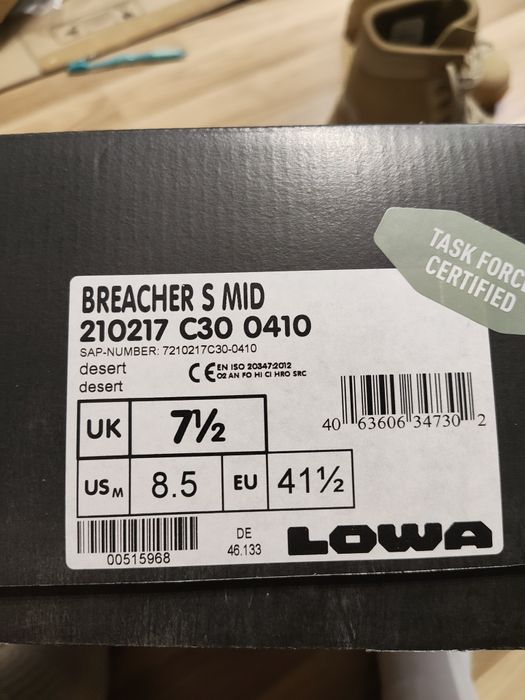 TASK FORCE
CERTIFIED
BREACHER S MID
210217 C30 0410
SAP-NUMBER: 7210217C30-0410
desert
desert
CE EN ISO 20347:2012
O2 AN FO HI CI HRO SRC
UK 7½
US M 8.5 EU 41½
40 63606 34730 2
00515968
DE
46.133
LOWA